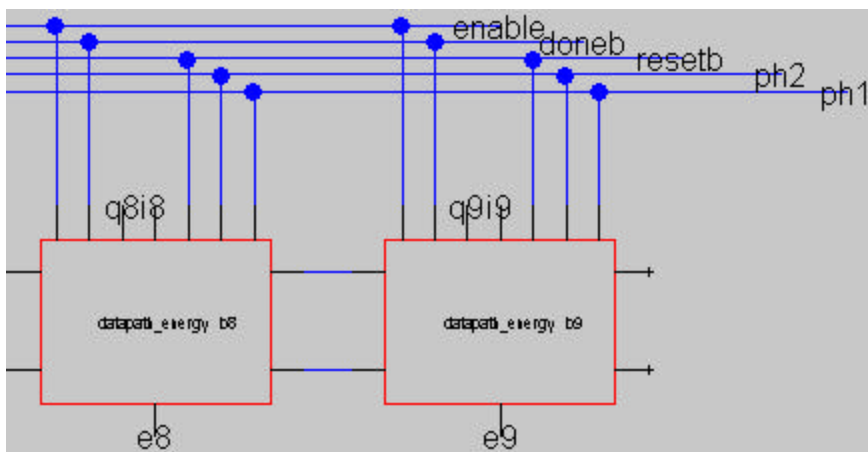 enable
doneb
resetb
ph2
ph1
q8i8 q9i9
datapath_energy b8 datapath_energy b9
e8 e9